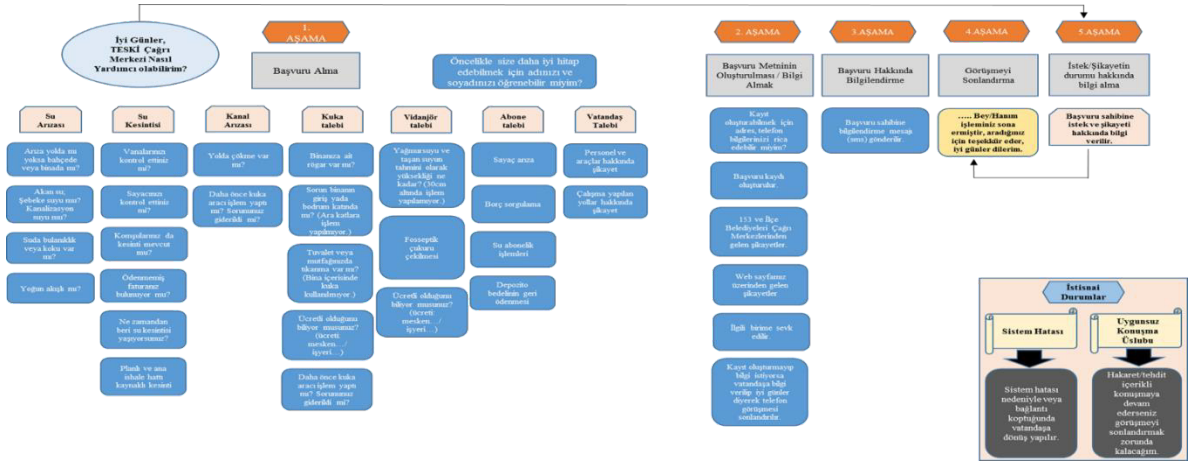 İyi Günler,
TESKİ Çağrı
Merkezi Nasıl
Yardımcı olabilirim?
1.
AŞAMA
Başvuru Alma
Öncelikle size daha iyi hitap
edebilmek için adınızı ve
soyadınızı öğrenebilir miyim?
Su
Arızası
Arıza yolda mı
yoksa bahçede
veya binada mı?
Akan su;
Şebeke suyu mu?
Kanalizasyon
suyu mu?
Suda bulanıklık
veya koku var
mı?
Yoğun akışlı mı?
Su
Kesintisi
Vanalarınızı
kontrol ettiniz
mi?
Sayacınızı
kontrol ettiniz
mi?
Komşularınız da
kesinti mevcut
mu?
Ödenmemiş
faturanız
bulunuyor mu?
Ne zamandan
beri su kesintisi
yaşıyorsunuz?
Planlı ve ana
ishale hattı
kaynaklı kesinti
Kanal
Arızası
Yolda çökme var
mı?
Daha önce kuka
aracı işlem yaptı
mı? Sorununuz
giderildi mi?
Kuka
talebi
Binanıza ait
rögar var mı?
Sorun binanın
giriş yada
bodrum katında
mı? (Ara katlara
işlem
yapılmıyor.)
Tuvalet veya
mutfağınızda
tıkanma var mı?
(Bina içerisinde
kuka
kullanılmıyor.)
Ücretli olduğunu
biliyor musunuz?
(ücreti
mesken…/
işyeri…)
Daha önce kuka
aracı işlem yaptı
mı? Sorununuz
giderildi mi?
Vidanjör
talebi
Yağmursuyu ve
taşan suyun
tahmini olarak
yüksekliği ne
kadar? (30cm
altında işlem
yapılamıyor.)
Fosseptik
çukuru
çekilmesi
Ücretli olduğunu
biliyor musunuz?
(ücreti
mesken…/
işyeri…)
Abone
talebi
Sayaç arıza
Borç sorgulama
Su abonelik
işlemleri
Depozito
bedelinin geri
ödenmesi
Vatandaş
Talebi
Personel ve
araçlar hakkında
şikayet
Çalışma yapılan
yollar hakkında
şikayet
2. AŞAMA
Başvuru Metninin
Oluşturulması / Bilgi
Almak
Kayıt
oluşturabilmek için
adres, telefon
bilgilerinizi rica
edebilir miyim?
Başvuru kaydı
oluşturulur.
153 ve İlçe
Belediyeleri Çağrı
Merkezlerinden
gelen şikayetler.
Web sayfamız
üzerinden gelen
şikayetler
İlgili birime sevk
edilir.
Kayıt oluşturmayıp
bilgi istiyorsa
vatandaşa bilgi
verilip iyi günler
diyerek telefon
görüşmesi
sonlandırılır.
3.AŞAMA
Başvuru Hakkında
Bilgilendirme
Başvuru sahibine
bilgilendirme mesajı
(sms) gönderilir.
4.AŞAMA
Görüşmeyi
Sonlandırma
….. Bey/Hanım
işleminiz sona
ermiştir, aradığınız
için teşekkür eder,
iyi günler dilerim.
5.AŞAMA
İstek/Şikayetin
durumu hakkında
bilgi alma
Başvuru sahibine
istek ve şikayeti
hakkında bilgi
verilir.
İstisnai
Durumlar
Sistem Hatası
Sistem hatası
nedeniyle veya
bağlantı
koptuğunda
vatandaşa
dönüş yapılır.
Uygunsuz
Konuşma
Üslubu
Hakaret/tehdit
içerikli
konuşmaya
devam
ederseniz
görüşmeyi
sonlandırmak
zorunda
kalacağım.